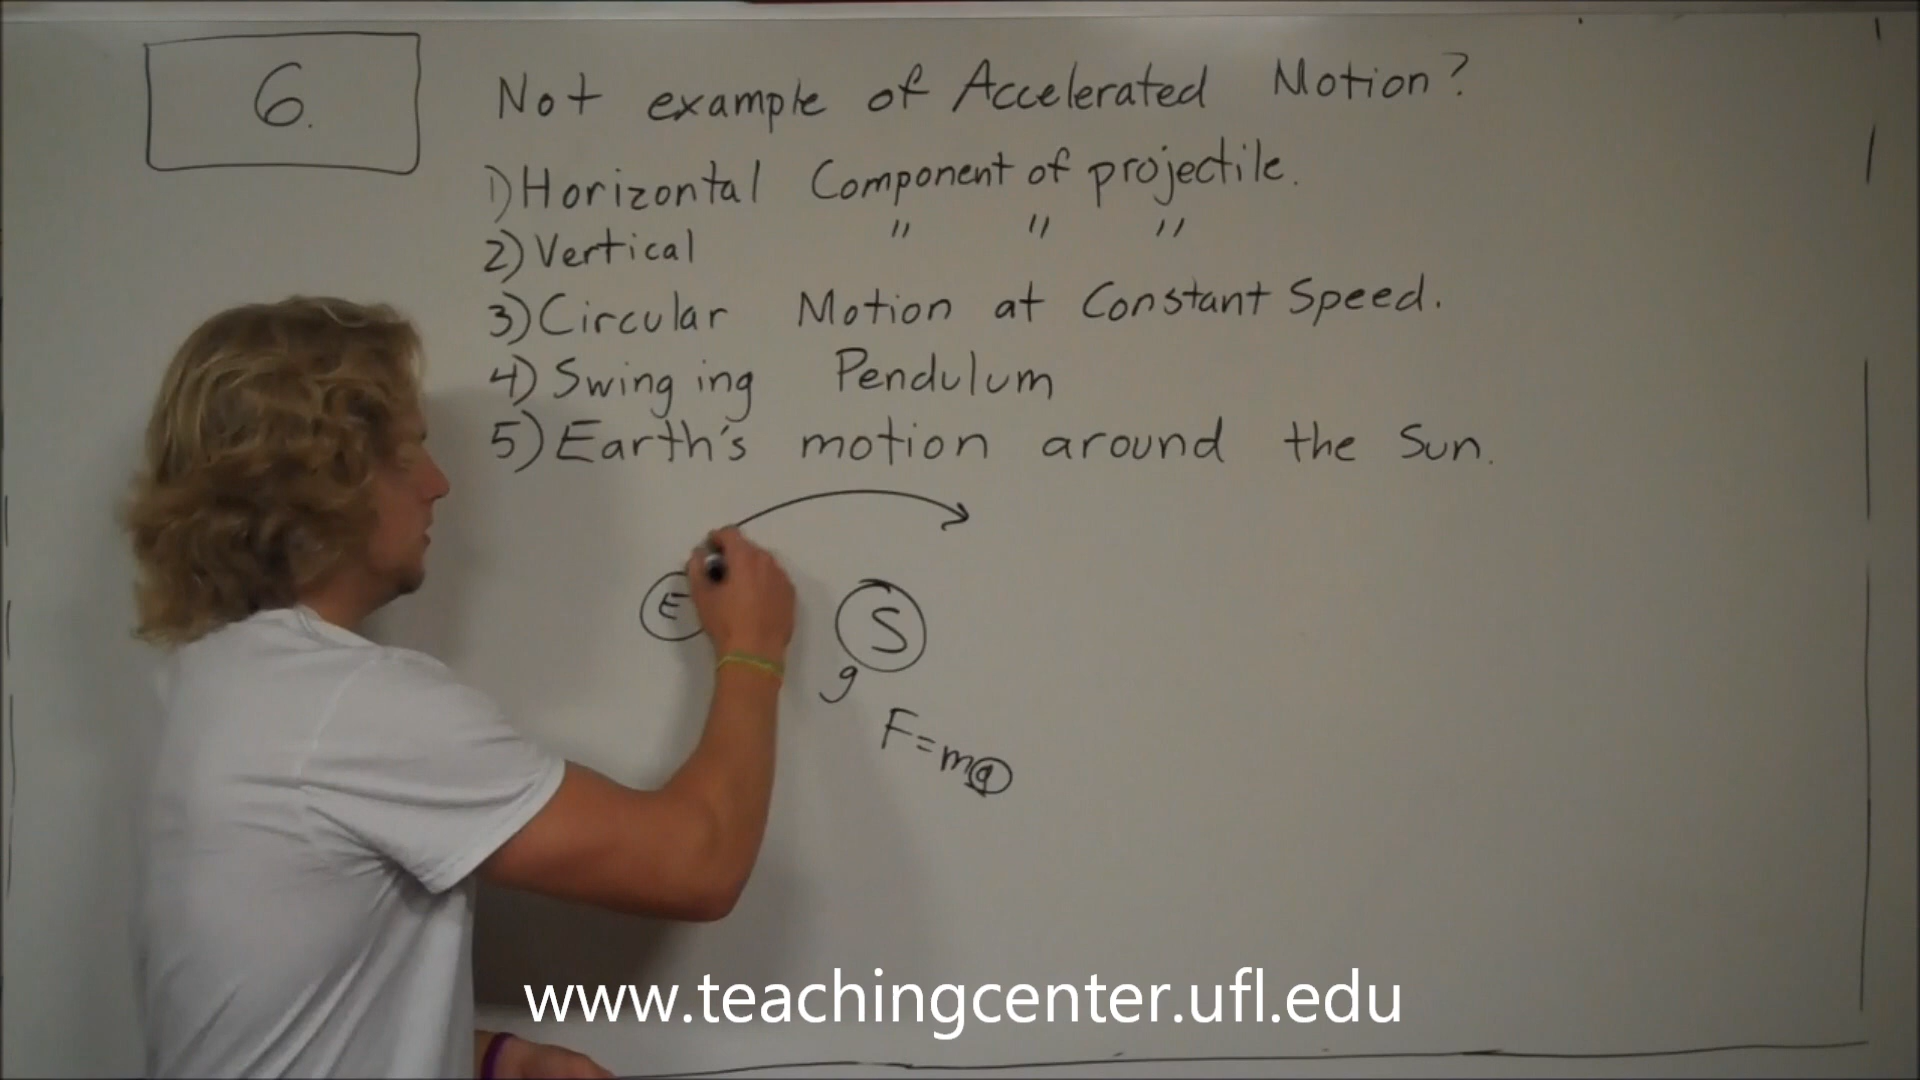 6.
Not example of Accelerated Motion?
1) Horizontal Component of projectile.
2) Vertical " " "
3) Circular Motion at Constant Speed.
4) Swinging Pendulum
5) Earth's motion around the Sun.
E
S
g
F=ma
www.teachingcenter.ufl.edu